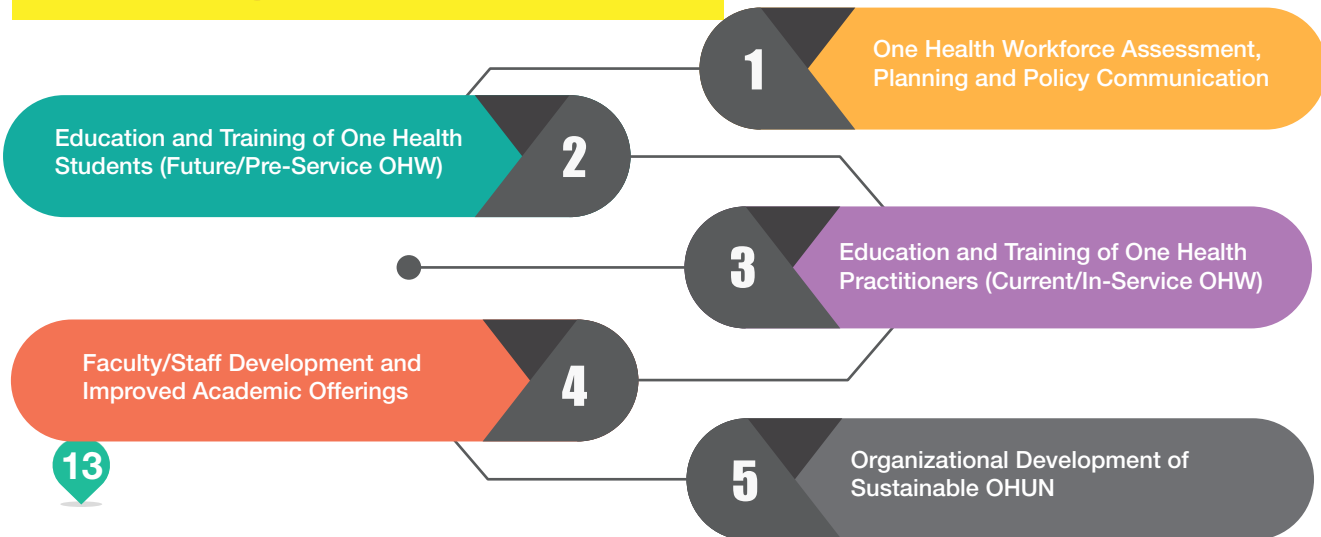 1
One Health Workforce Assessment,
Planning and Policy Communication
Education and Training of One Health
Students (Future/Pre-Service OHW)
2
3
Education and Training of One Health
Practitioners (Current/In-Service OHW)
Faculty/Staff Development and
Improved Academic Offerings
4
13
5
Organizational Development of
Sustainable OHUN